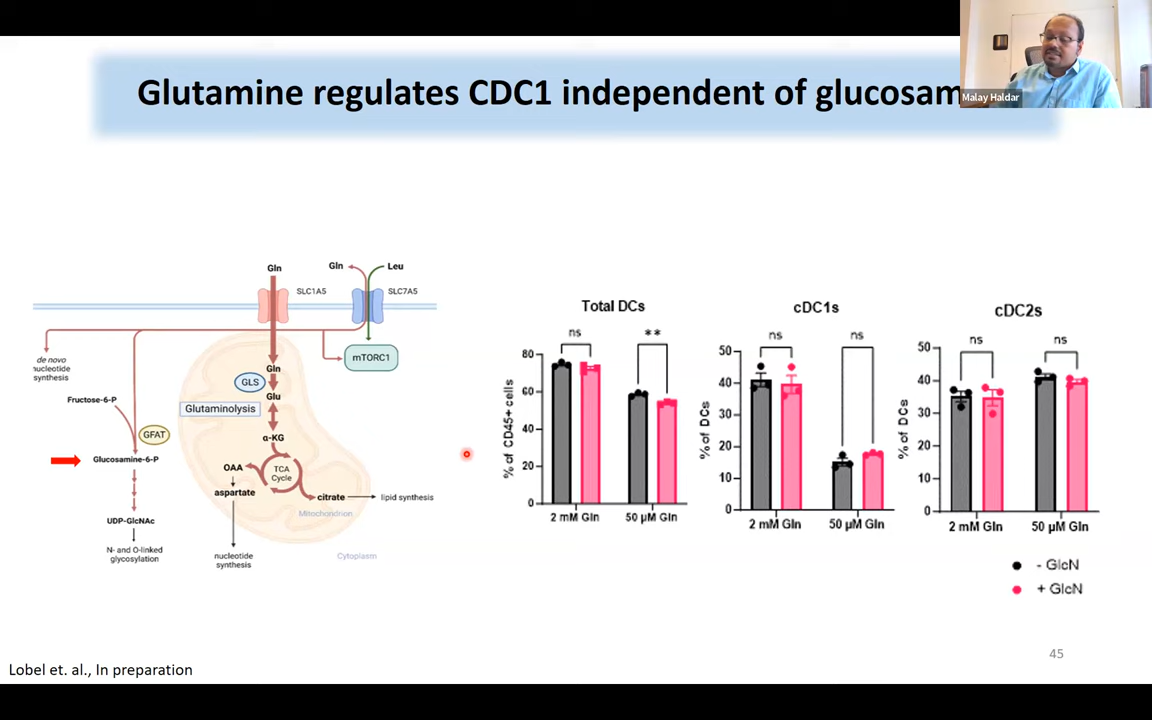 Glutamine regulates CDC1 independent of glucosam
Malay Haldar
Gln
Gln
Leu
SLC1A5
SLC7A5
de novo
nucleotide
synthesis
mTORC1
Gln
GLS
Glu
Fructose-6-P
Glutaminolysis
GFAT
α-KG
Glucosamine-6-P
OAA
TCA
Cycle
aspartate
citrate
lipid synthesis
Mitochondrion
UDP-GlcNAc
N- and O-linked
glycosylation
nucleotide
synthesis
Cytoplasm
Total DCs
ns
**
% of CD45+ cells
80
60
40
20
0
2 mM Gln
50 µM Gln
cDC1s
ns
ns
% of DCs
50
40
30
20
10
0
2 mM Gln
50 µM Gln
cDC2s
ns
ns
% of DCs
50
40
30
20
10
0
2 mM Gln
50 µM Gln
- GlcN
+ GlcN
45
Lobel et. al., In preparation